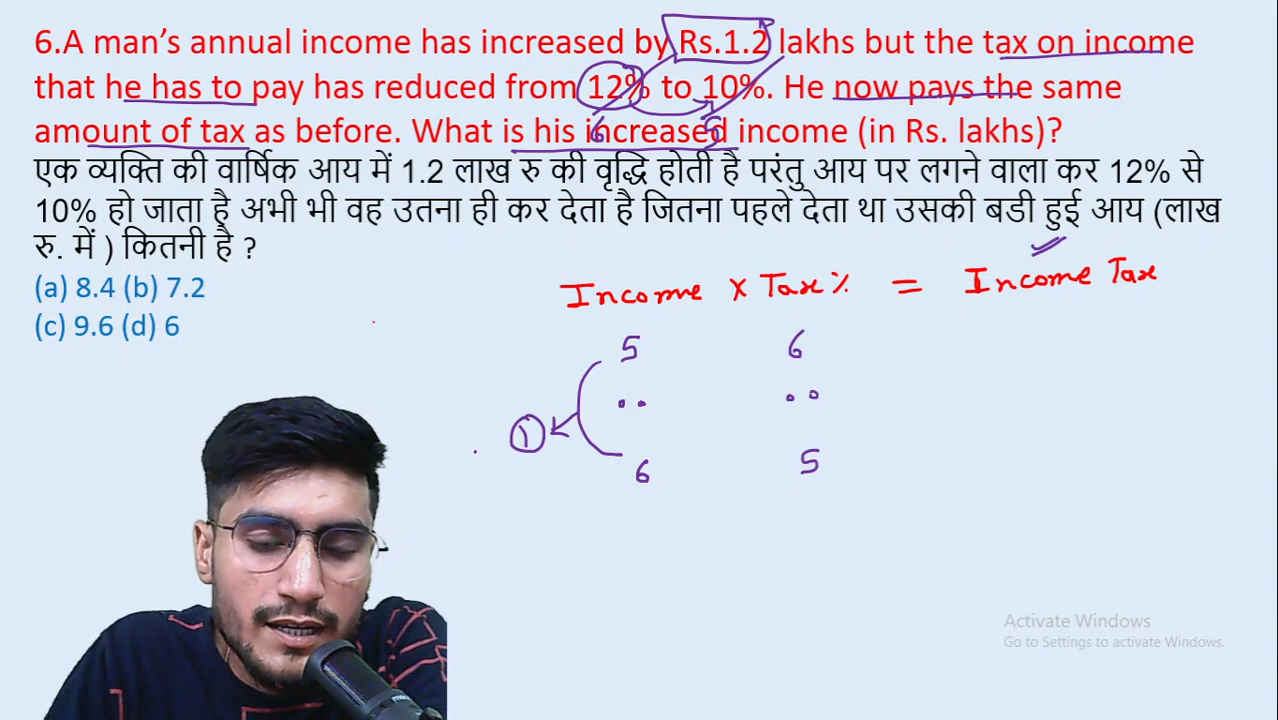 6.A man's annual income has increased by Rs.1.2 lakhs but the tax on income
that he has to pay has reduced from 12% to 10%. He now pays the same
6 5
amount of tax as before. What is his increased income (in Rs. lakhs)?
एक व्यक्ति की वार्षिक आय में 1.2 लाख रु की वृद्धि होती है परंतु आय पर लगने वाला कर 12% से
10% हो जाता है अभी भी वह उतना ही कर देता है जितना पहले देता था उसकी बडी हुई आय (लाख
रु. में ) कितनी है ?
(a) 8.4 (b) 7.2
(c) 9.6 (d) 6
Income × Tax% = Income Tax
5 6
1
6 5
Activate Windows
Go to Settings to activate Windows.